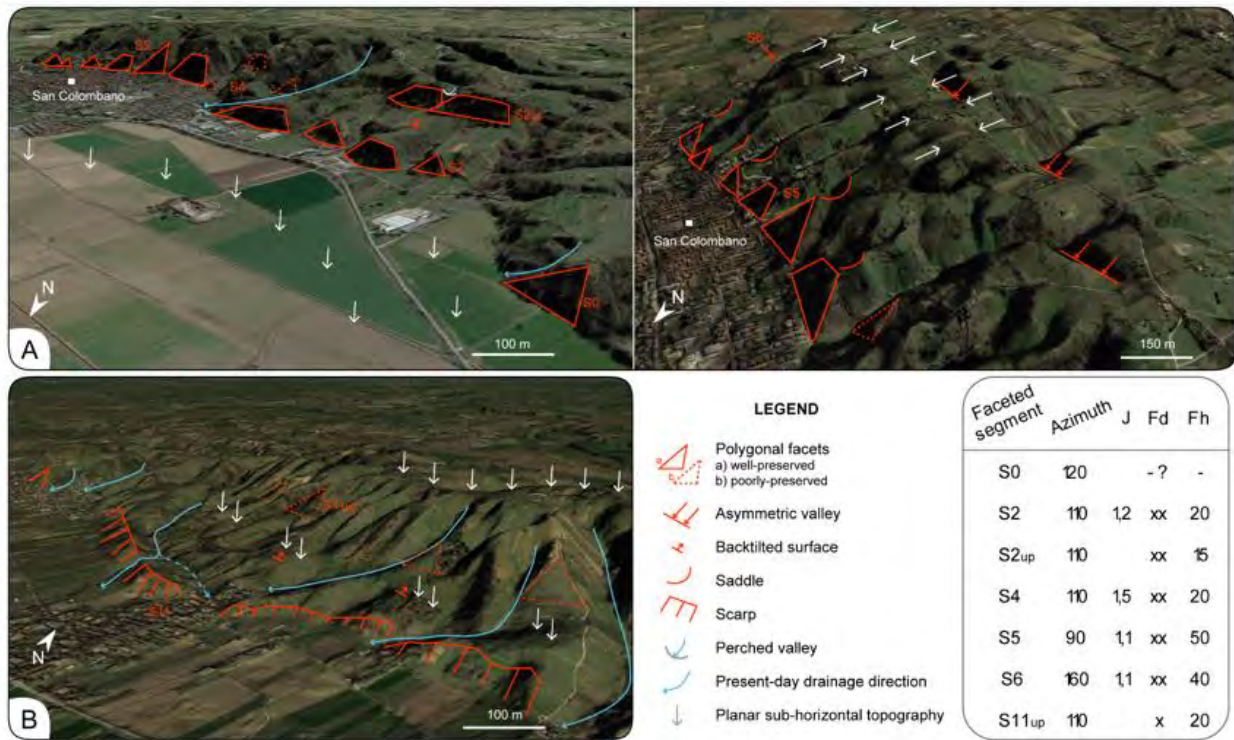 S5
San Colombano
S4
S2up
S2
S0
N
100 m
A
S6
S5
San Colombano
N
150 m
S11up
N
100 m
B
LEGEND
a
b
Polygonal facets
a) well-preserved
b) poorly-preserved
Asymmetric valley
Backtilted surface
Saddle
Scarp
Perched valley
Present-day drainage direction
Planar sub-horizontal topography
Faceted segment Azimuth J Fd Fh
S0 120 - ? -
S2 110 1,2 xx 20
S2up 110 xx 15
S4 110 1,5 xx 20
S5 90 1,1 xx 50
S6 160 1,1 xx 40
S11up 110 x 20